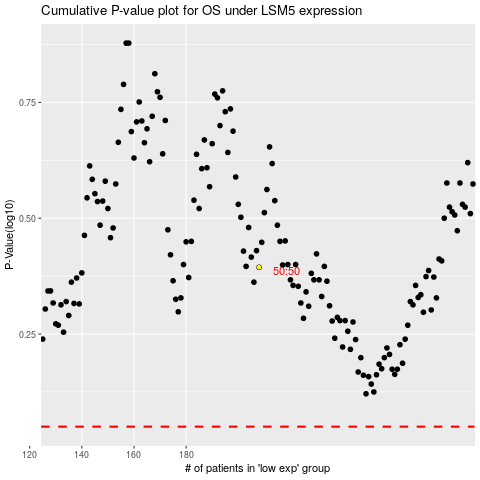 Cumulative P-value plot for OS under LSM5 expression
P-Value(log10)
0.75
0.50
0.25
50:50
120 140 160 180
# of patients in 'low exp' group